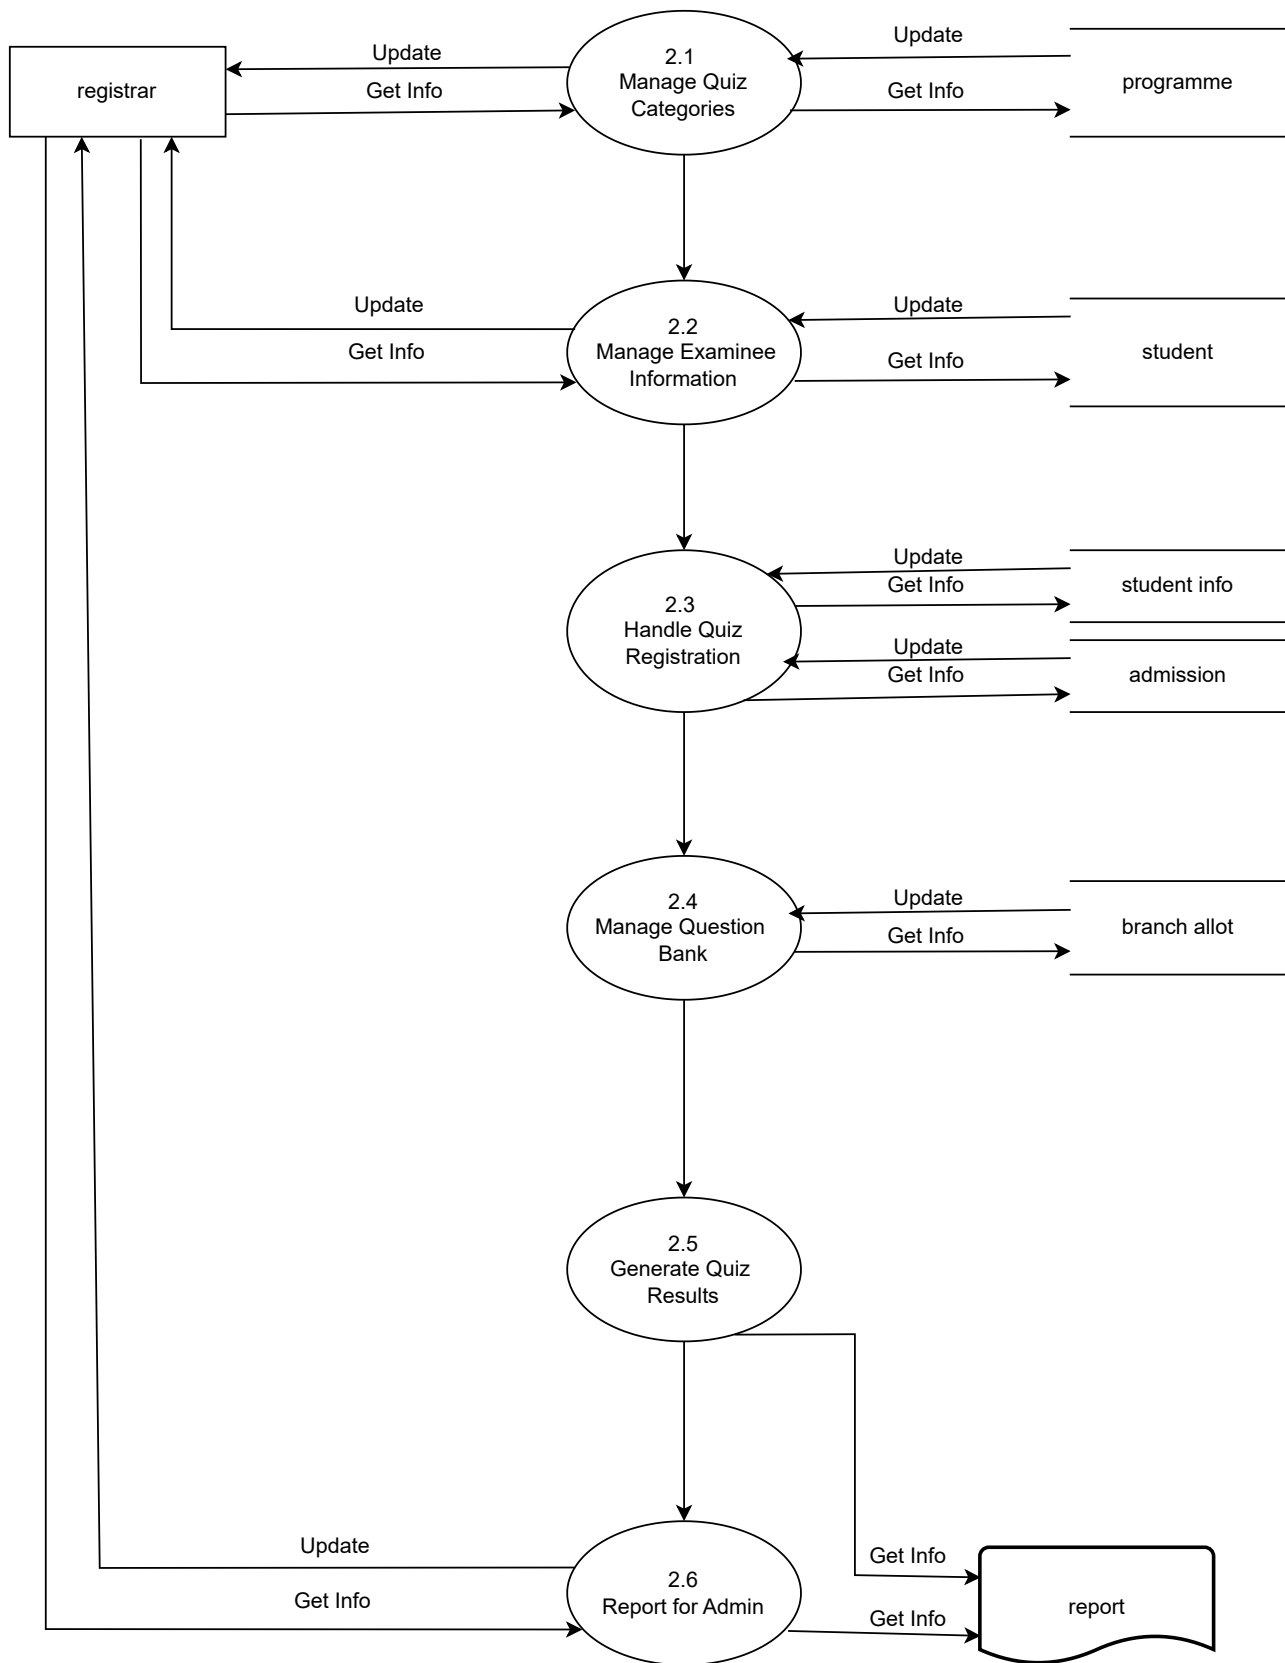 Update
registrar
Get Info
2.1
Manage Quiz
Categories
Update
Get Info
programme
Update
Get Info
2.2
Manage Examinee
Information
Update
Get Info
student
2.3
Handle Quiz
Registration
Update
Get Info
student info
Update
Get Info
admission
2.4
Manage Question
Bank
Update
Get Info
branch allot
2.5
Generate Quiz
Results
Update
Get Info
2.6
Report for Admin
Get Info
Get Info
report